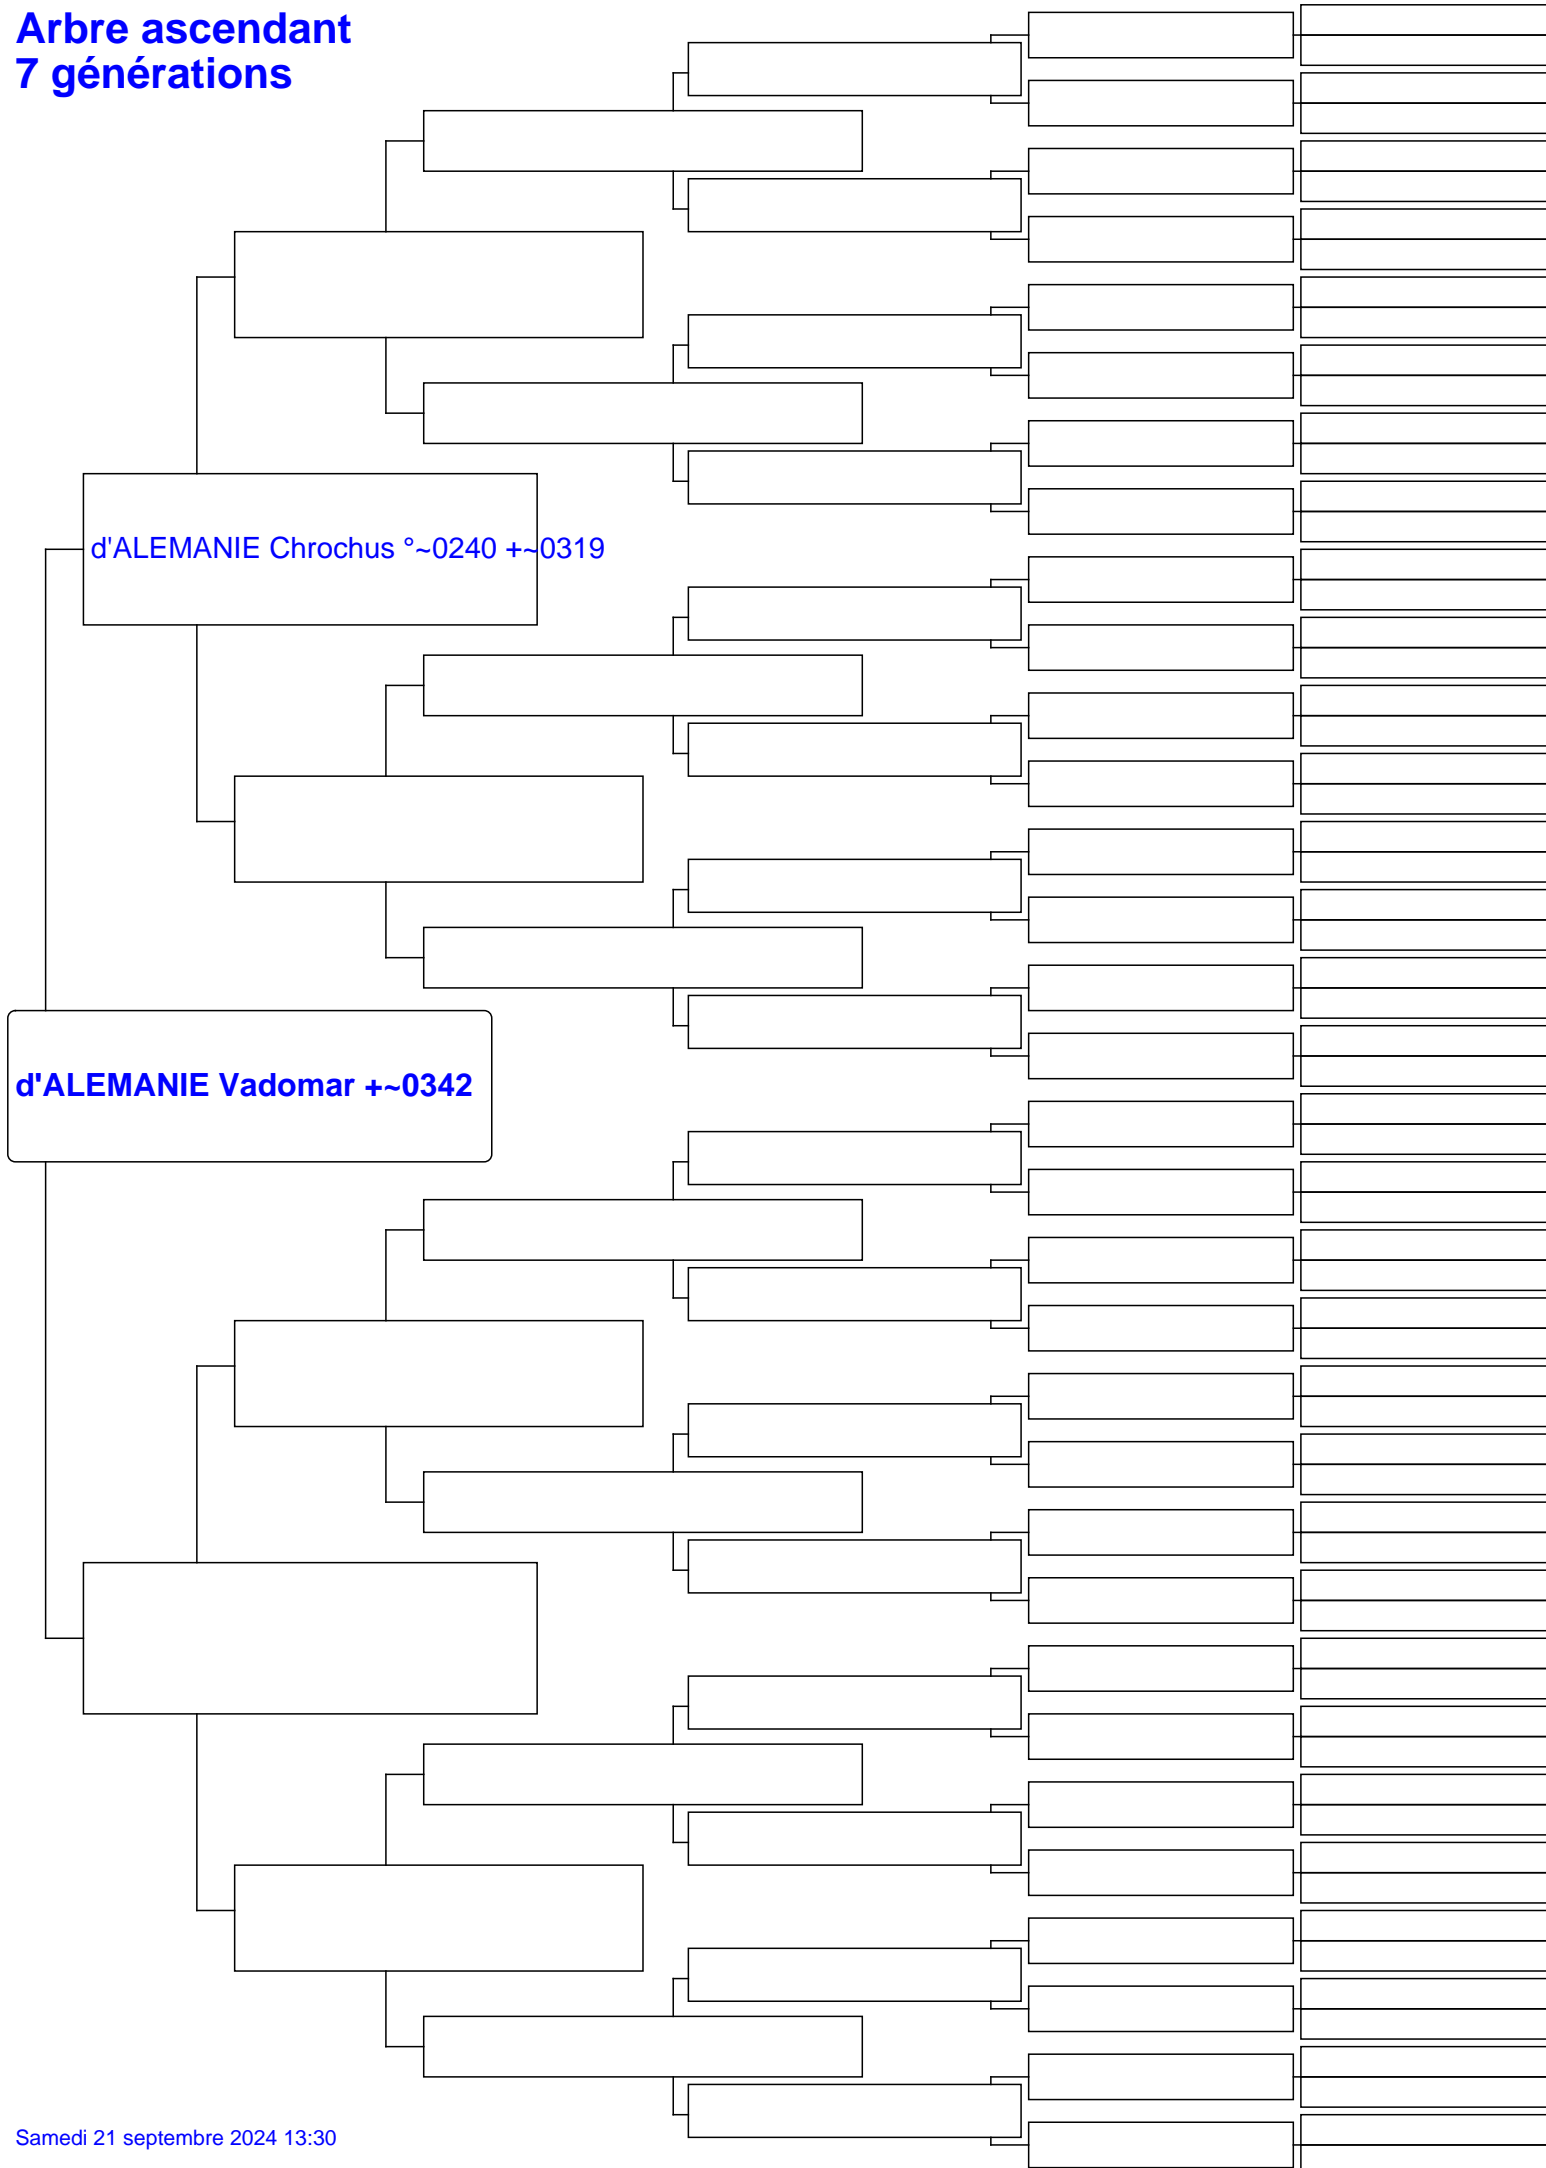 Arbre ascendant
7 générations
d'ALEMANIE Chrochus °~0240 +~0319
d'ALEMANIE Vadomar +~0342
Samedi 21 septembre 2024 13:30